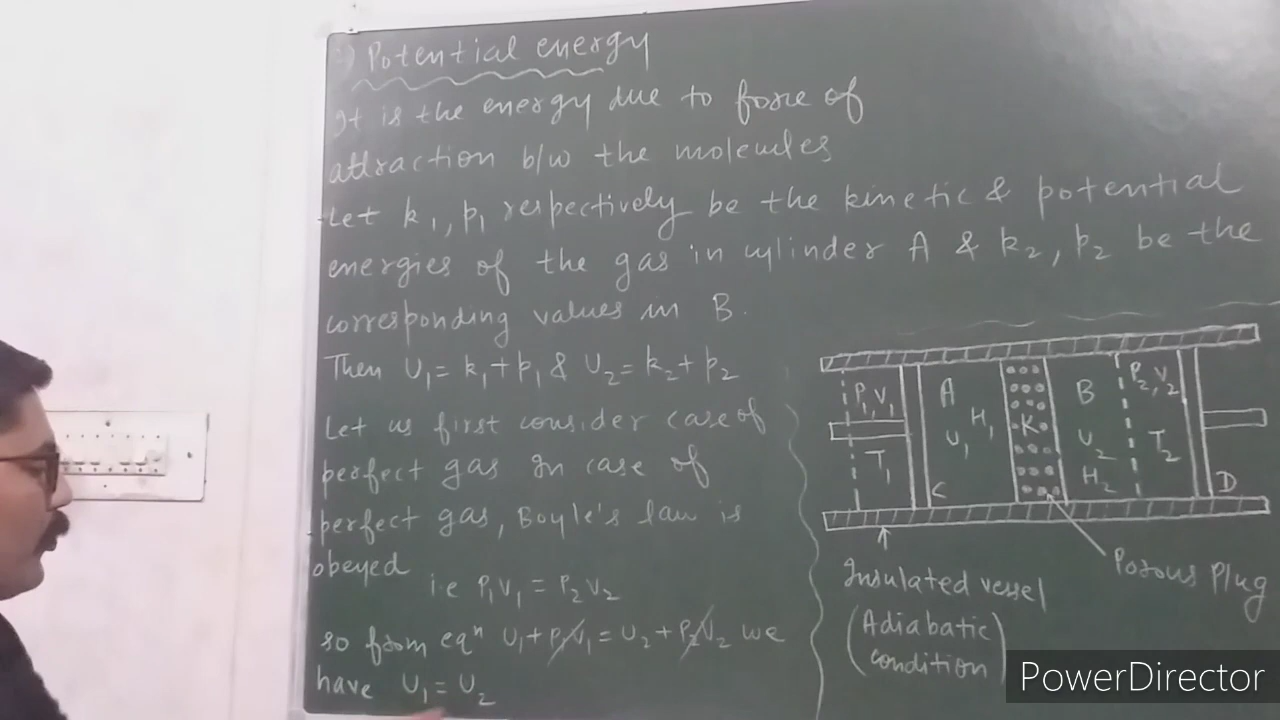 :) Potential energy
It is the energy due to force of
attraction b/w the molecules
Let k₁, p₁ respectively be the kinetic & potential
energies of the gas in cylinder A & k₂, p₂ be the
corresponding values in B.
Then U₁ = k₁ + p₁ & U₂ = k₂ + p₂
Let us first consider case of
perfect gas In case of
perfect gas, Boyle's law is
obeyed
i.e P₁V₁ = P₂V₂
so from eqⁿ U₁ + P₁V₁ = U₂ + P₂V₂ we
have U₁ = U₂
P₁,V₁ A K B P₂,V₂
H₁
U₁ U₂
T₁ T₂
C H₂ D
Porous Plug
Insulated vessel
(Adiabatic
condition)
PowerDirector